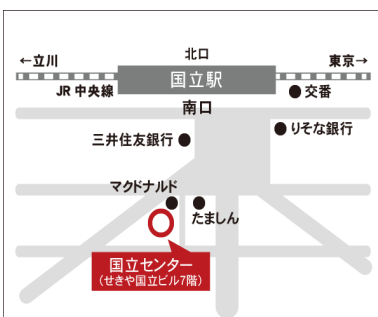 北口
←立川
東京→
国立駅
JR 中央線
交番
南口
りそな銀行
三井住友銀行
マクドナルド
たましん
国立センター
(せきや国立ビル7階)